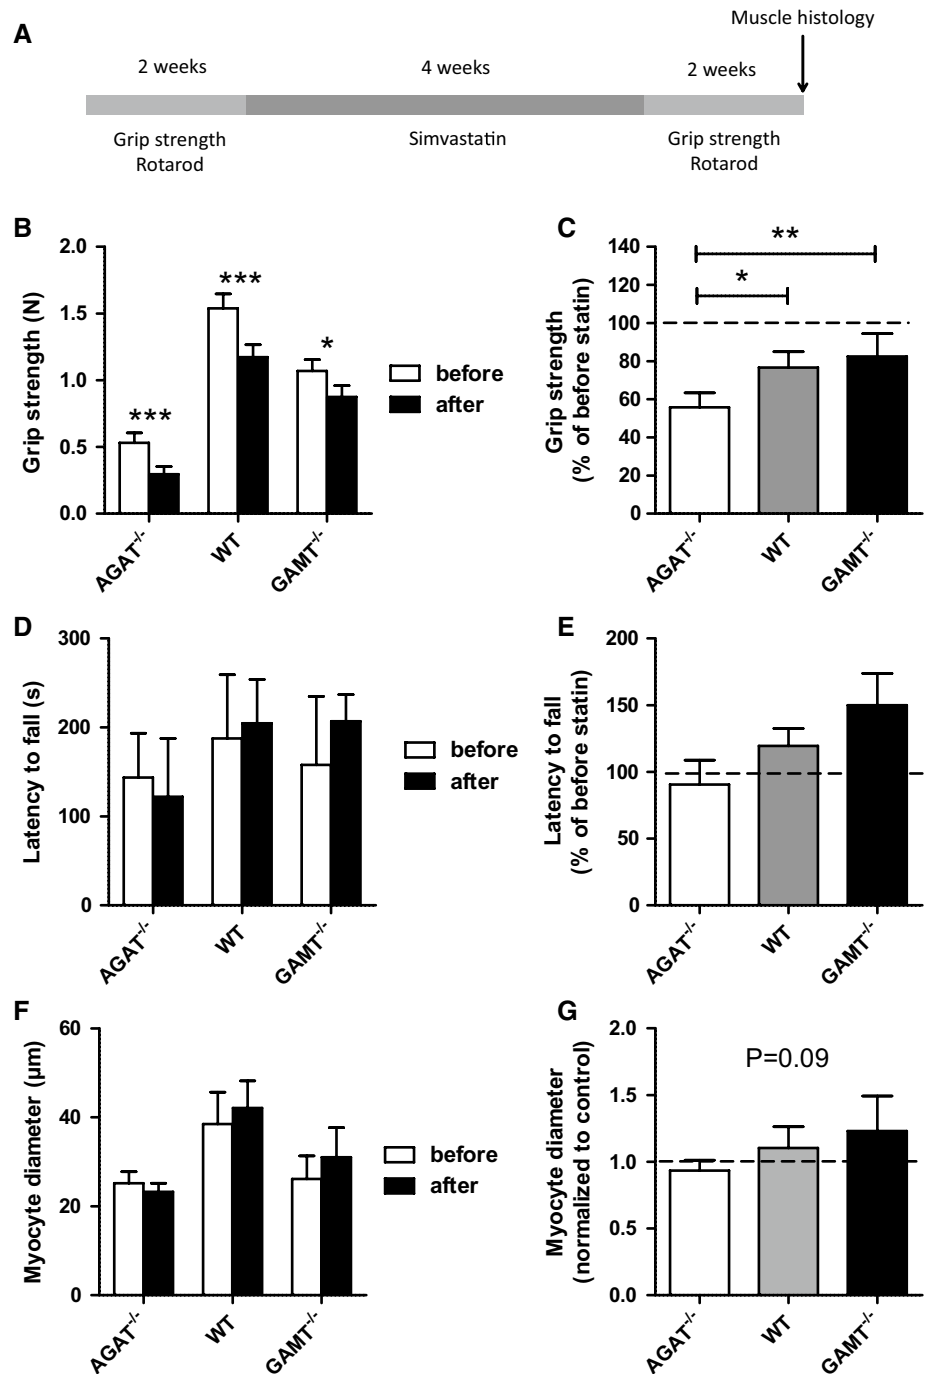 A
Muscle histology
2 weeks
4 weeks
2 weeks
Grip strength
Rotarod
Simvastatin
Grip strength
Rotarod
B
Grip strength (N)
2.0
1.5
1.0
0.5
0.0
***
***
*
before
after
AGAT-/-
WT
GAMT-/-
C
Grip strength
(% of before statin)
140
120
100
80
60
40
20
0
**
*
AGAT-/-
WT
GAMT-/-
D
Latency to fall (s)
300
200
100
0
before
after
AGAT-/-
WT
GAMT-/-
E
Latency to fall
(% of before statin)
200
150
100
50
0
AGAT-/-
WT
GAMT-/-
F
Myocyte diameter (µm)
60
40
20
0
before
after
AGAT-/-
WT
GAMT-/-
G
Myocyte diameter
(normalized to control)
2.0
1.5
1.0
0.5
0.0
P=0.09
AGAT-/-
WT
GAMT-/-